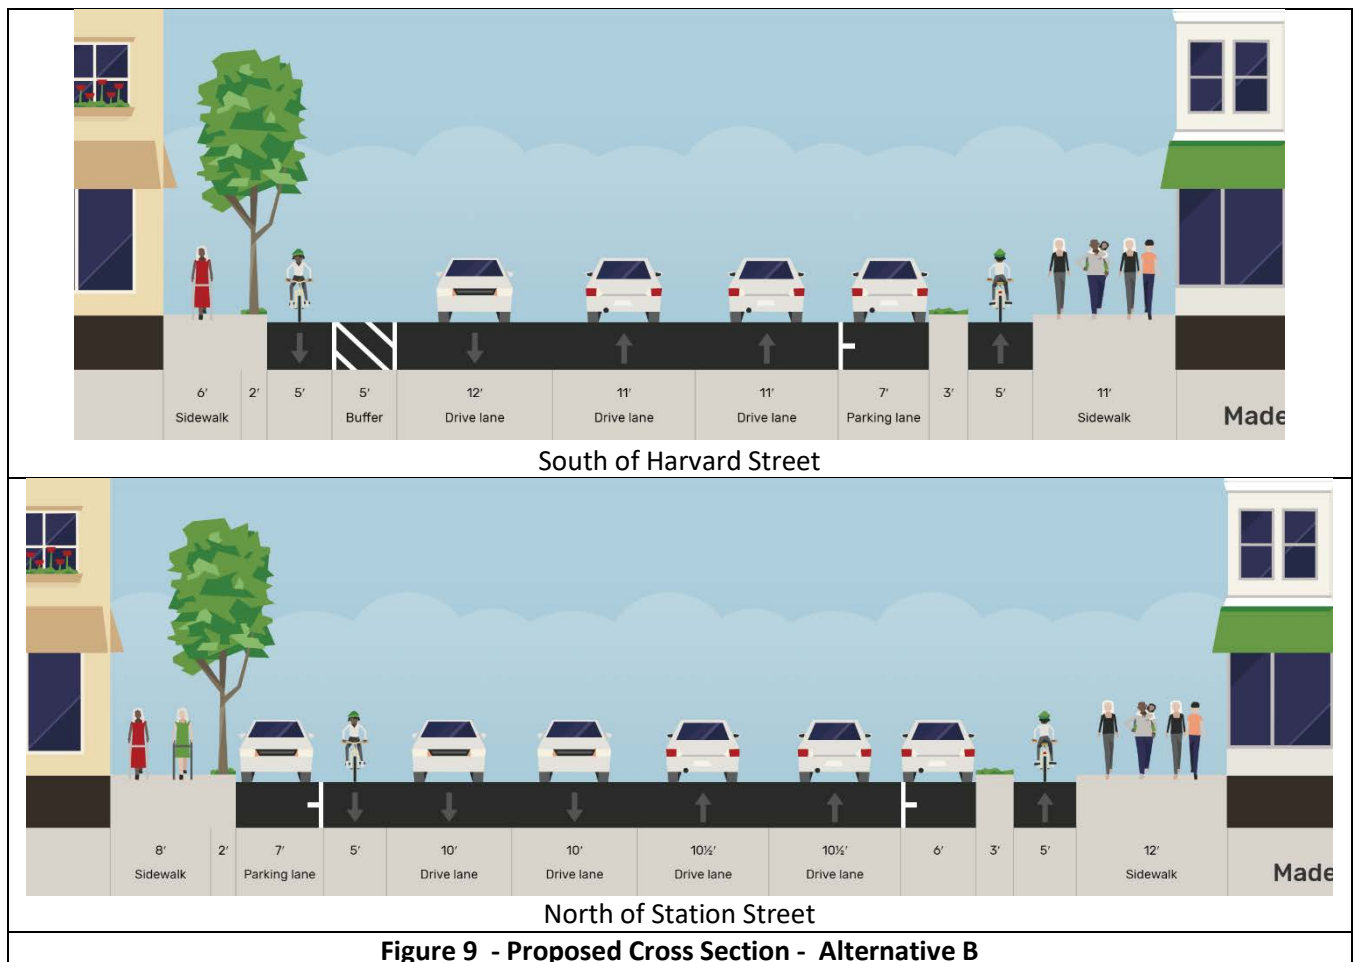 6' 2' 5' 5' 12' 11' 11' 7' 3' 5' 11'
Sidewalk Buffer Drive lane Drive lane Drive lane Parking lane Sidewalk Made
South of Harvard Street
8' 2' 7' 5' 10' 10' 10½' 10½' 6' 3' 5' 12'
Sidewalk Parking lane Drive lane Drive lane Drive lane Drive lane Sidewalk Made
North of Station Street
Figure 9 - Proposed Cross Section - Alternative B